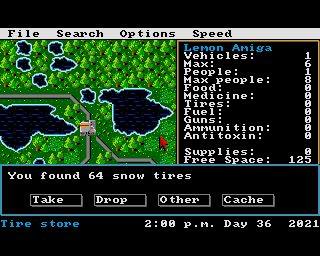 File Search Options Speed
Lemon Amiga
Vehicles: 1
Max: 6
People: 1
Max people: 8
Food: 0
Medicine: 0
Tires: 0
Fuel: 0
Guns: 0
Ammunition: 0
Antitoxin: 0
Supplies: 0
Free Space: 125
You found 64 snow tires
Take Drop Other Cache
Tire store 2:00 p.m. Day 36 2021